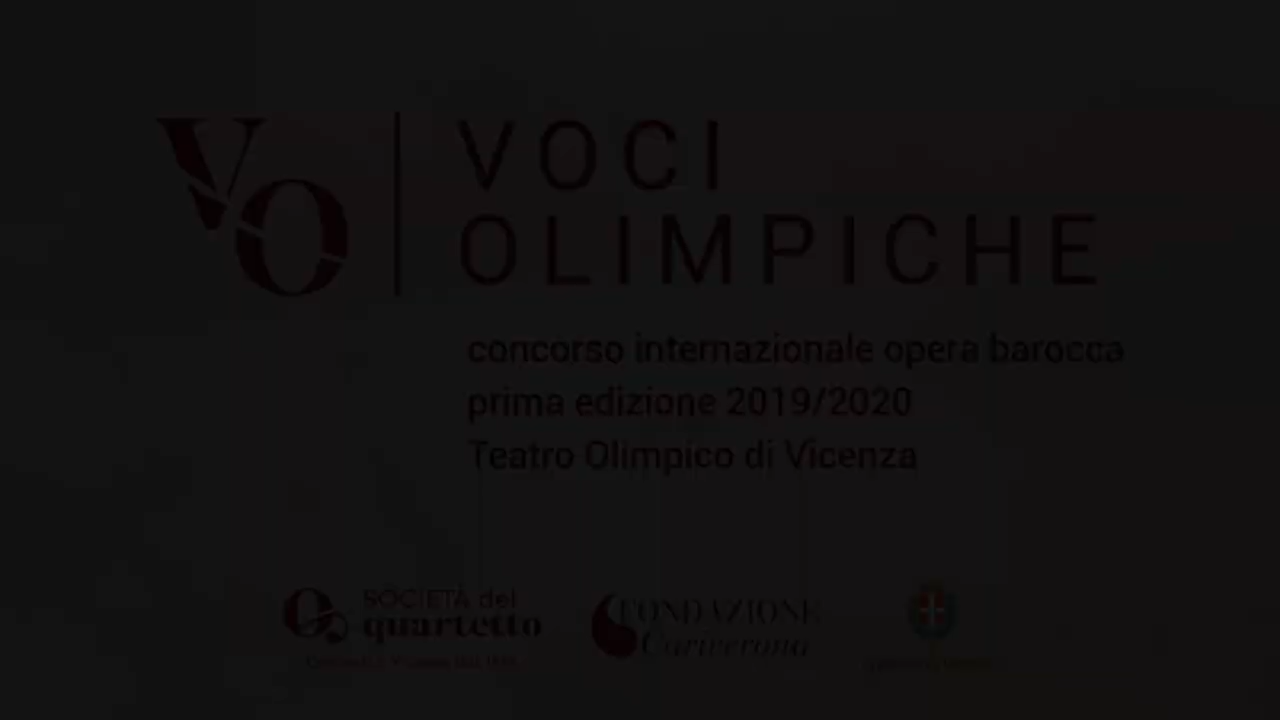 VO
VOCI
OLIMPICHE
concorso internazionale opera barocca
prima edizione 2019/2020
Teatro Olimpico di Vicenza
SOCIETÀ del
quartetto
FONDAZIONE
Cariverona